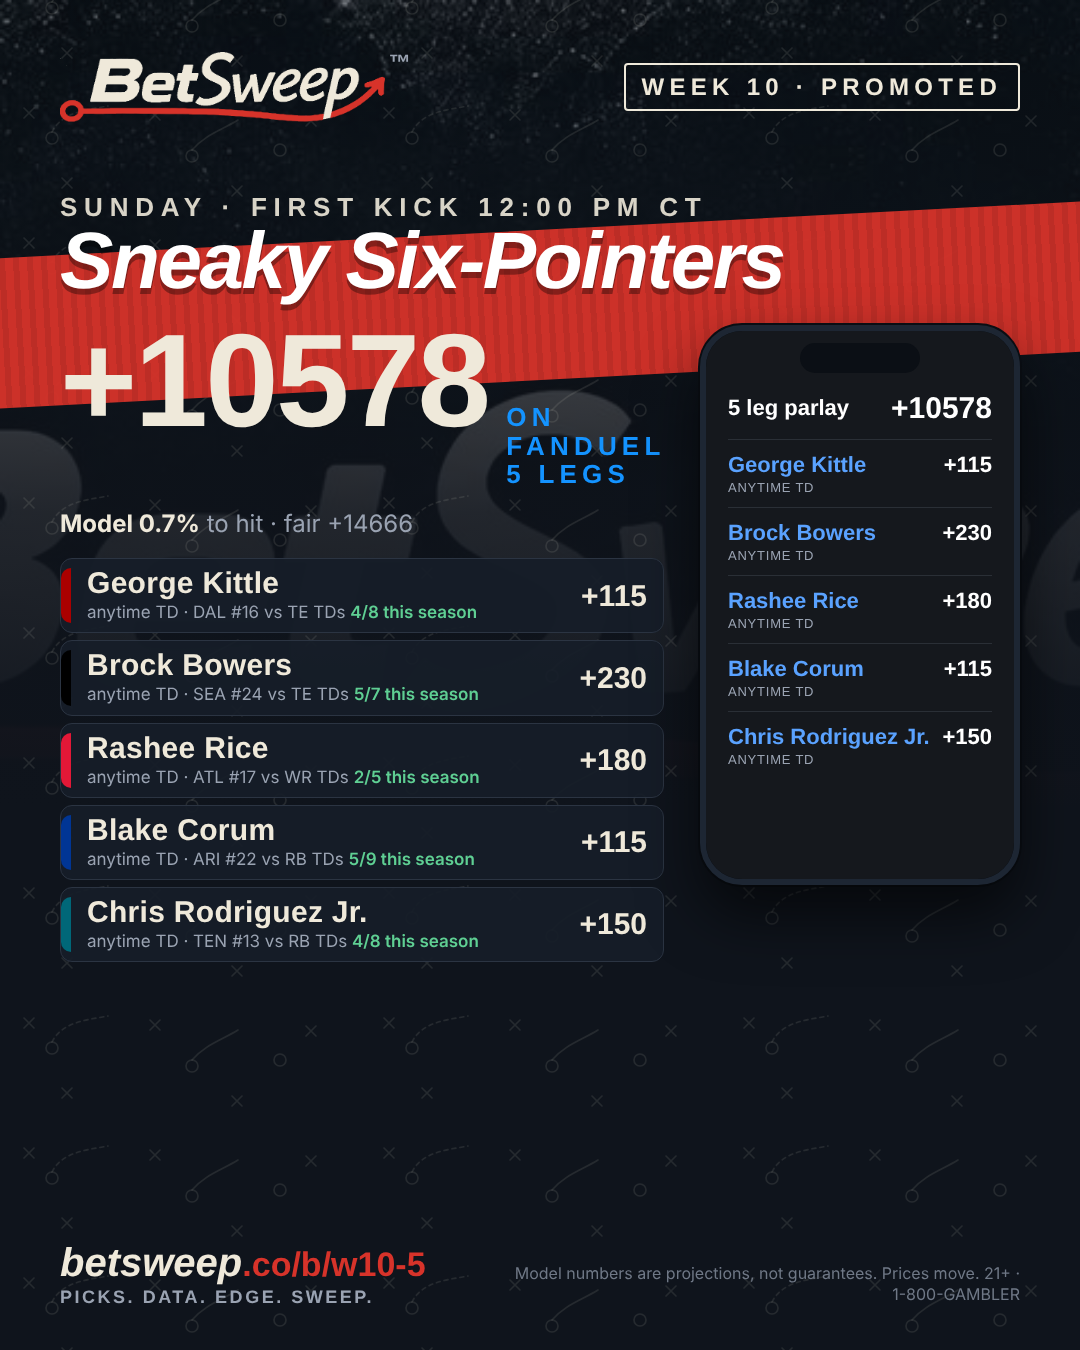 BetSweep™
WEEK 10 · PROMOTED
SUNDAY · FIRST KICK 12:00 PM CT
Sneaky Six-Pointers
+10578
ON
FANDUEL
5 LEGS
Model 0.7% to hit · fair +14666
George Kittle
anytime TD · DAL #16 vs TE TDs 4/8 this season
+115
Brock Bowers
anytime TD · SEA #24 vs TE TDs 5/7 this season
+230
Rashee Rice
anytime TD · ATL #17 vs WR TDs 2/5 this season
+180
Blake Corum
anytime TD · ARI #22 vs RB TDs 5/9 this season
+115
Chris Rodriguez Jr.
anytime TD · TEN #13 vs RB TDs 4/8 this season
+150
5 leg parlay +10578
George Kittle +115
ANYTIME TD
Brock Bowers +230
ANYTIME TD
Rashee Rice +180
ANYTIME TD
Blake Corum +115
ANYTIME TD
Chris Rodriguez Jr. +150
ANYTIME TD
betsweep.co/b/w10-5
PICKS. DATA. EDGE. SWEEP.
Model numbers are projections, not guarantees. Prices move. 21+ ·
1-800-GAMBLER